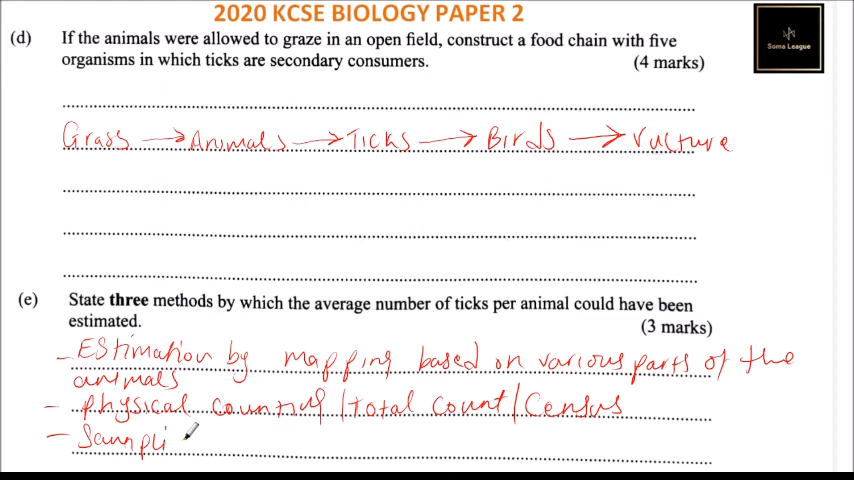 2020 KCSE BIOLOGY PAPER 2
Soma League
(d) If the animals were allowed to graze in an open field, construct a food chain with five
organisms in which ticks are secondary consumers. (4 marks)
Grass → Animals → Ticks → Birds → Vulture
(e) State three methods by which the average number of ticks per animal could have been
estimated. (3 marks)
- Estimation by mapping based on various parts of the
animals
- physical counting/total count/Census
- Sampli